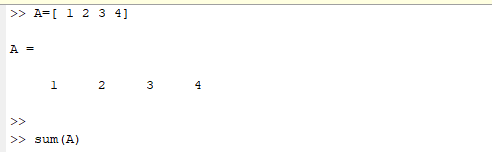 >> A=[ 1 2 3 4]
A =
1 2 3 4
>>
>> sum(A)